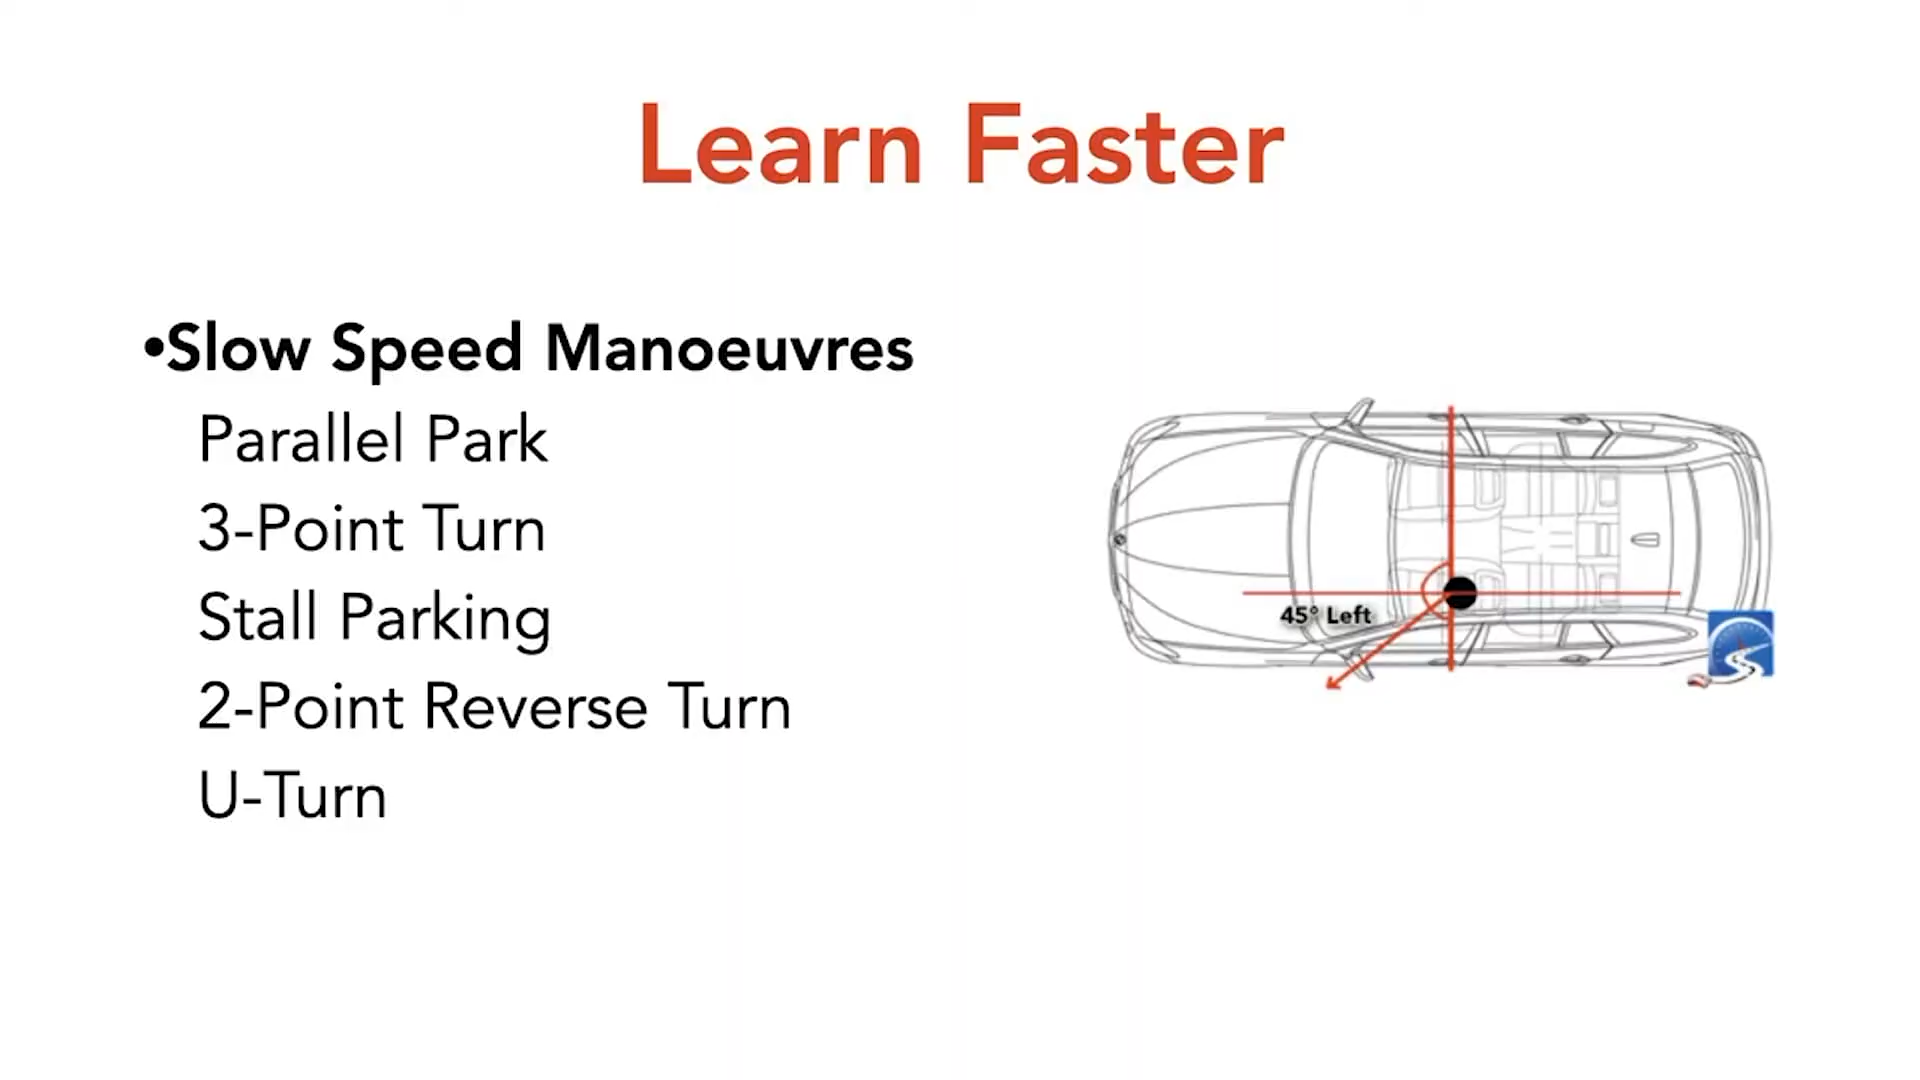 Learn Faster
•Slow Speed Manoeuvres
Parallel Park
3-Point Turn
Stall Parking
2-Point Reverse Turn
U-Turn
45° Left